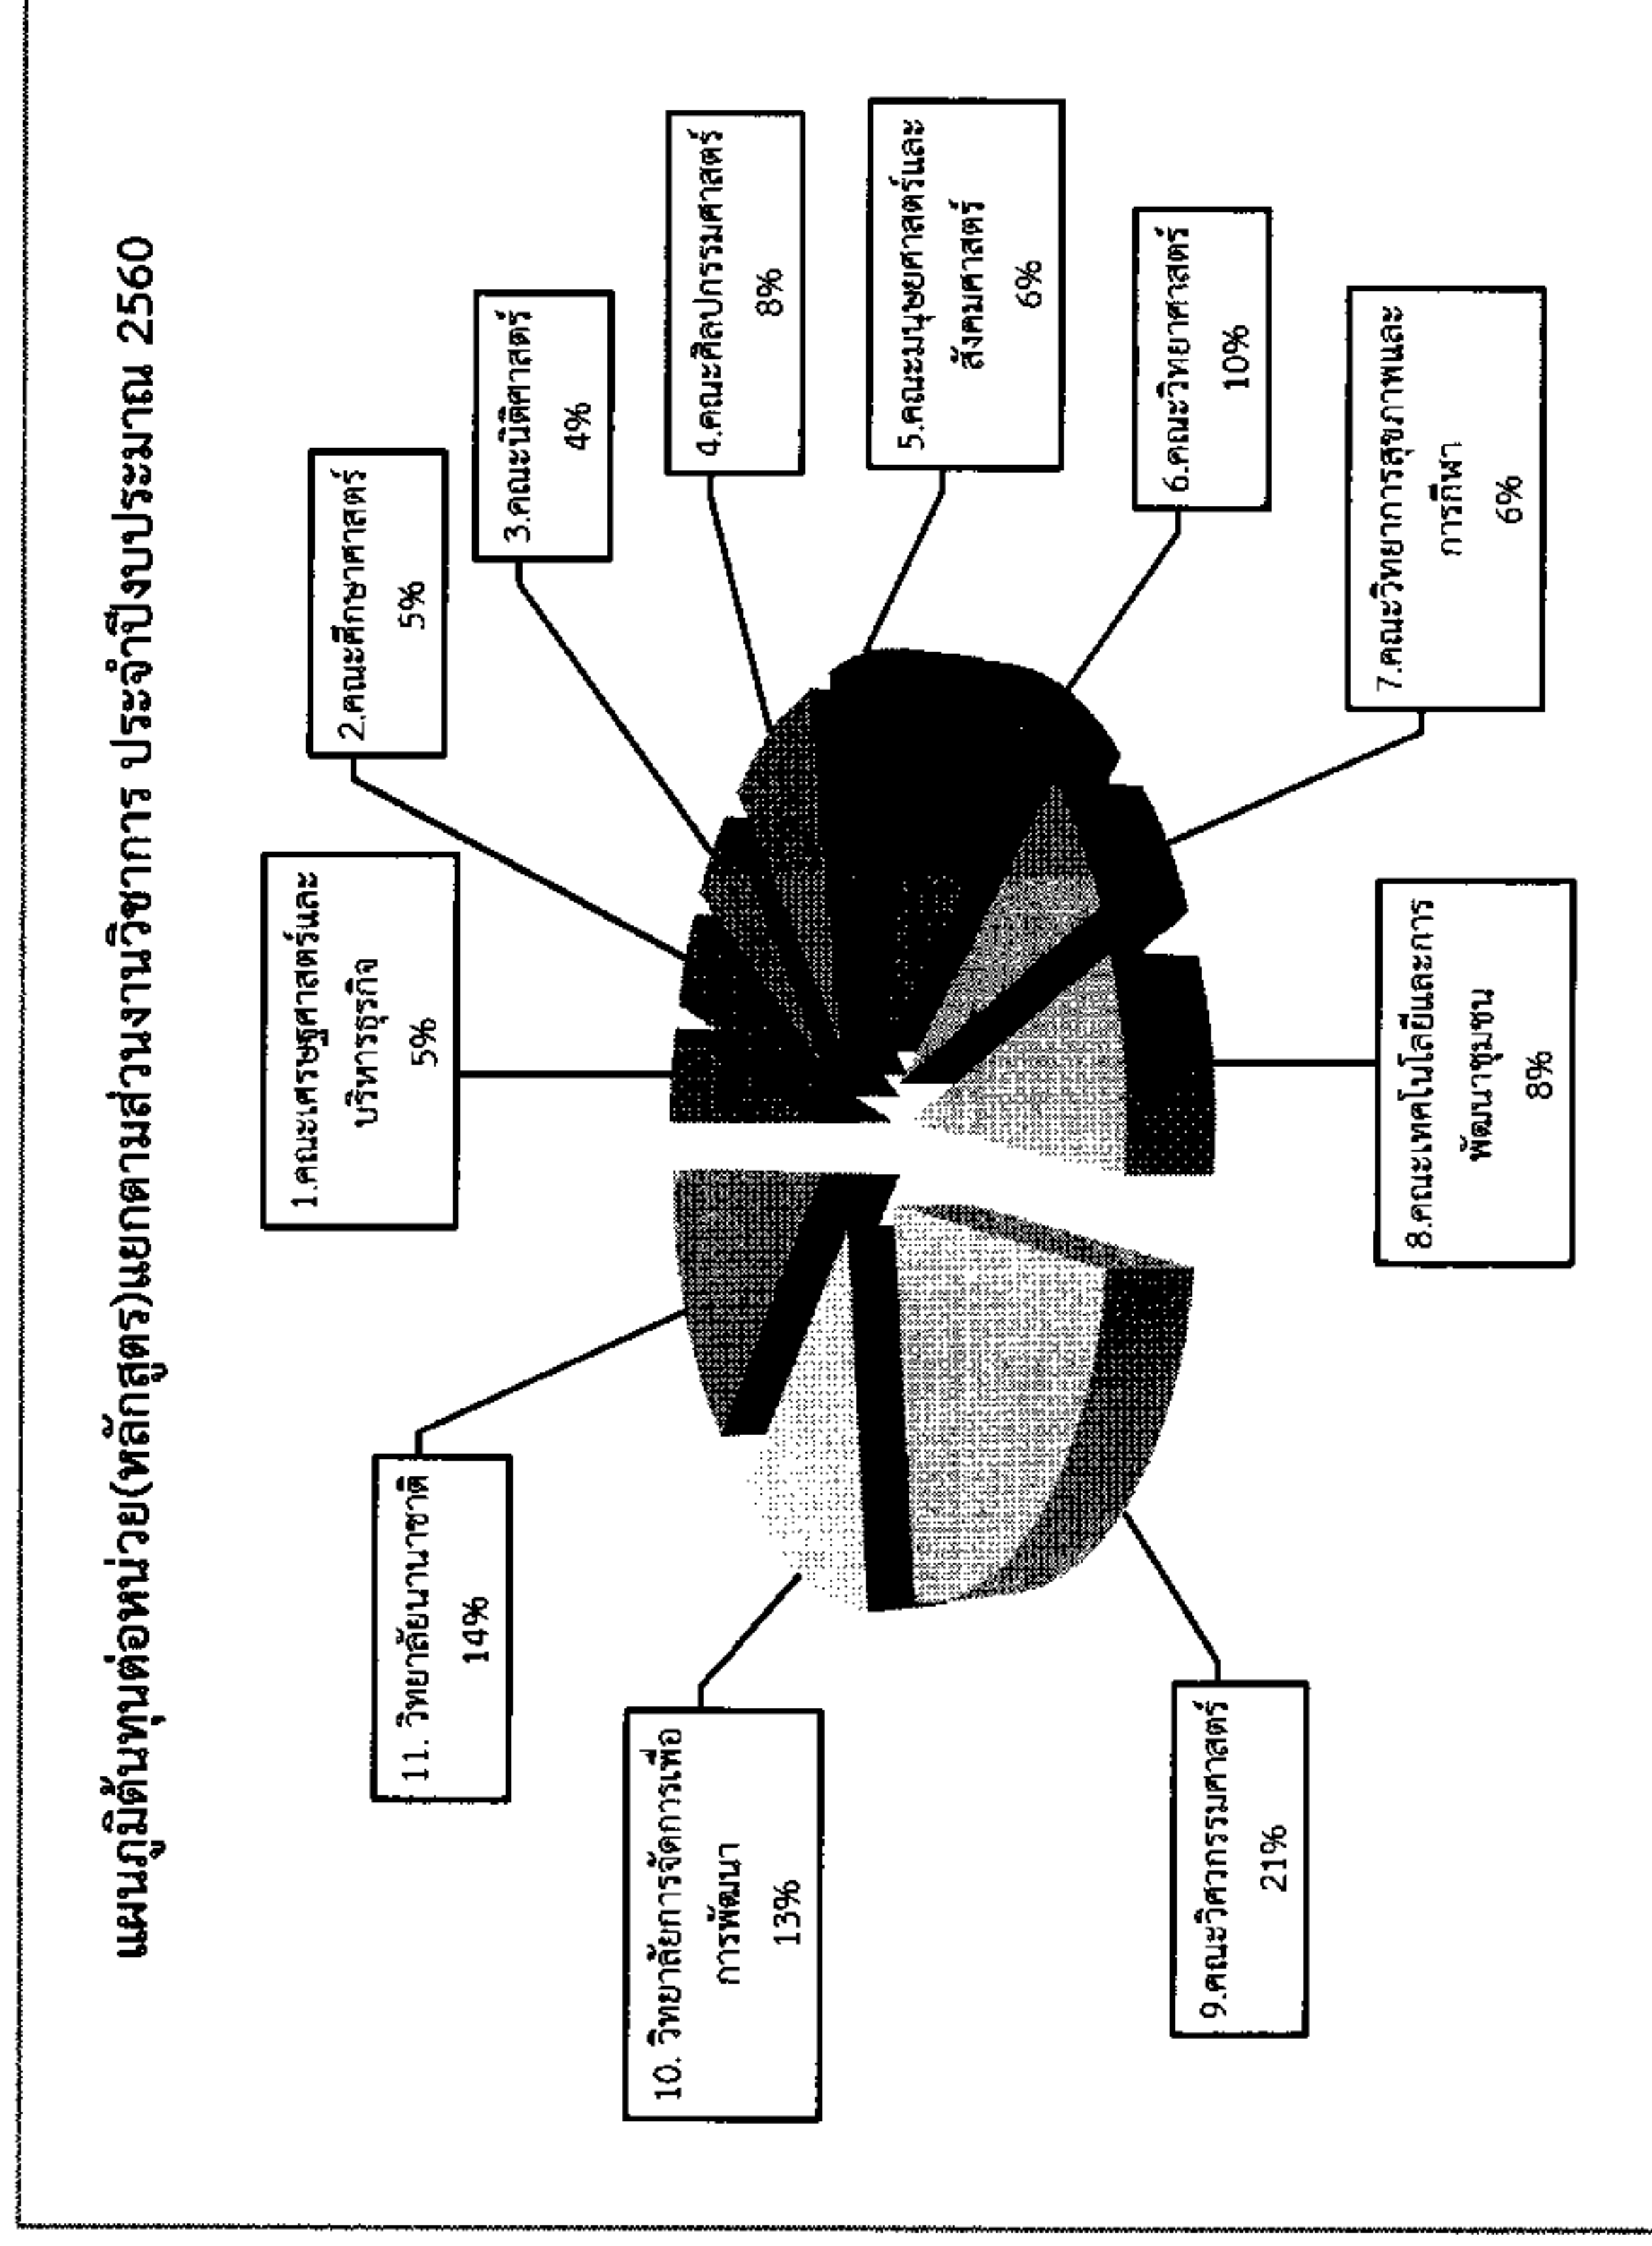 แผนภูมิต้นทุนต่อหน่วย(หลักสูตร)แยกตามส่วนงานวิชาการ ประจำปีงบประมาณ 2560
1.คณะเศรษฐศาสตร์และ
บริหารธุรกิจ
5%
2.คณะศึกษาศาสตร์
5%
3.คณะนิติศาสตร์
4%
4.คณะศิลปกรรมศาสตร์
8%
5.คณะมนุษยศาสตร์และ
สังคมศาสตร์
6%
6.คณะวิทยาศาสตร์
10%
7.คณะวิทยาการสุขภาพและ
การกีฬา
6%
8.คณะเทคโนโลยีและการ
พัฒนาชุมชน
8%
9.คณะวิศวกรรมศาสตร์
21%
10. วิทยาลัยการจัดการเพื่อ
การพัฒนา
13%
11. วิทยาลัยนานาชาติ
14%